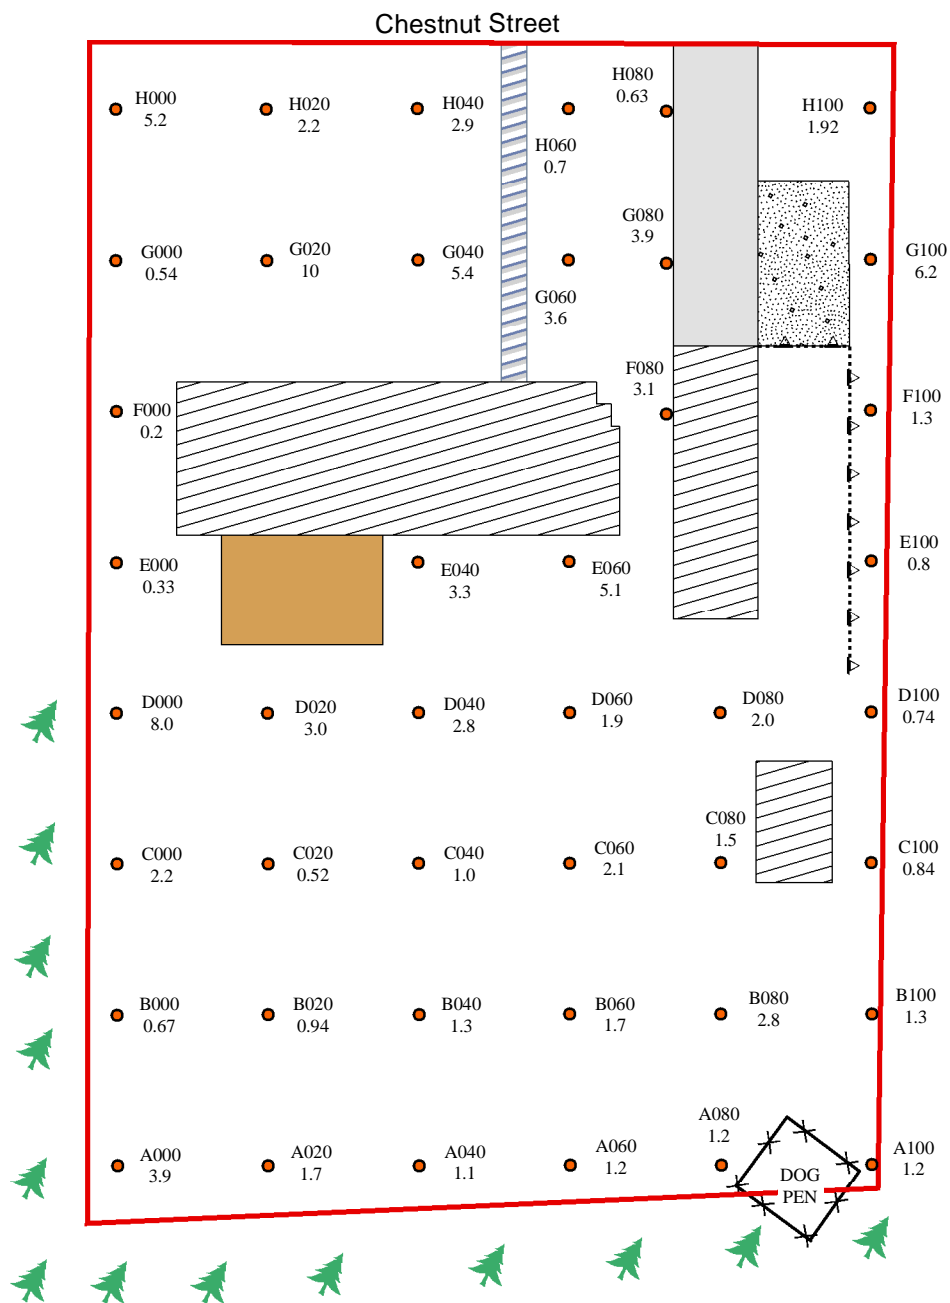 Chestnut Street
H000
5.2
H020
2.2
H040
2.9
H060
0.7
H080
0.63
H100
1.92
G000
0.54
G020
10
G040
5.4
G060
3.6
G080
3.9
G100
6.2
F000
0.2
F080
3.1
F100
1.3
E000
0.33
E040
3.3
E060
5.1
E100
0.8
D000
8.0
D020
3.0
D040
2.8
D060
1.9
D080
2.0
D100
0.74
C000
2.2
C020
0.52
C040
1.0
C060
2.1
C080
1.5
C100
0.84
B000
0.67
B020
0.94
B040
1.3
B060
1.7
B080
2.8
B100
1.3
A000
3.9
A020
1.7
A040
1.1
A060
1.2
A080
1.2
A100
1.2
DOG
PEN